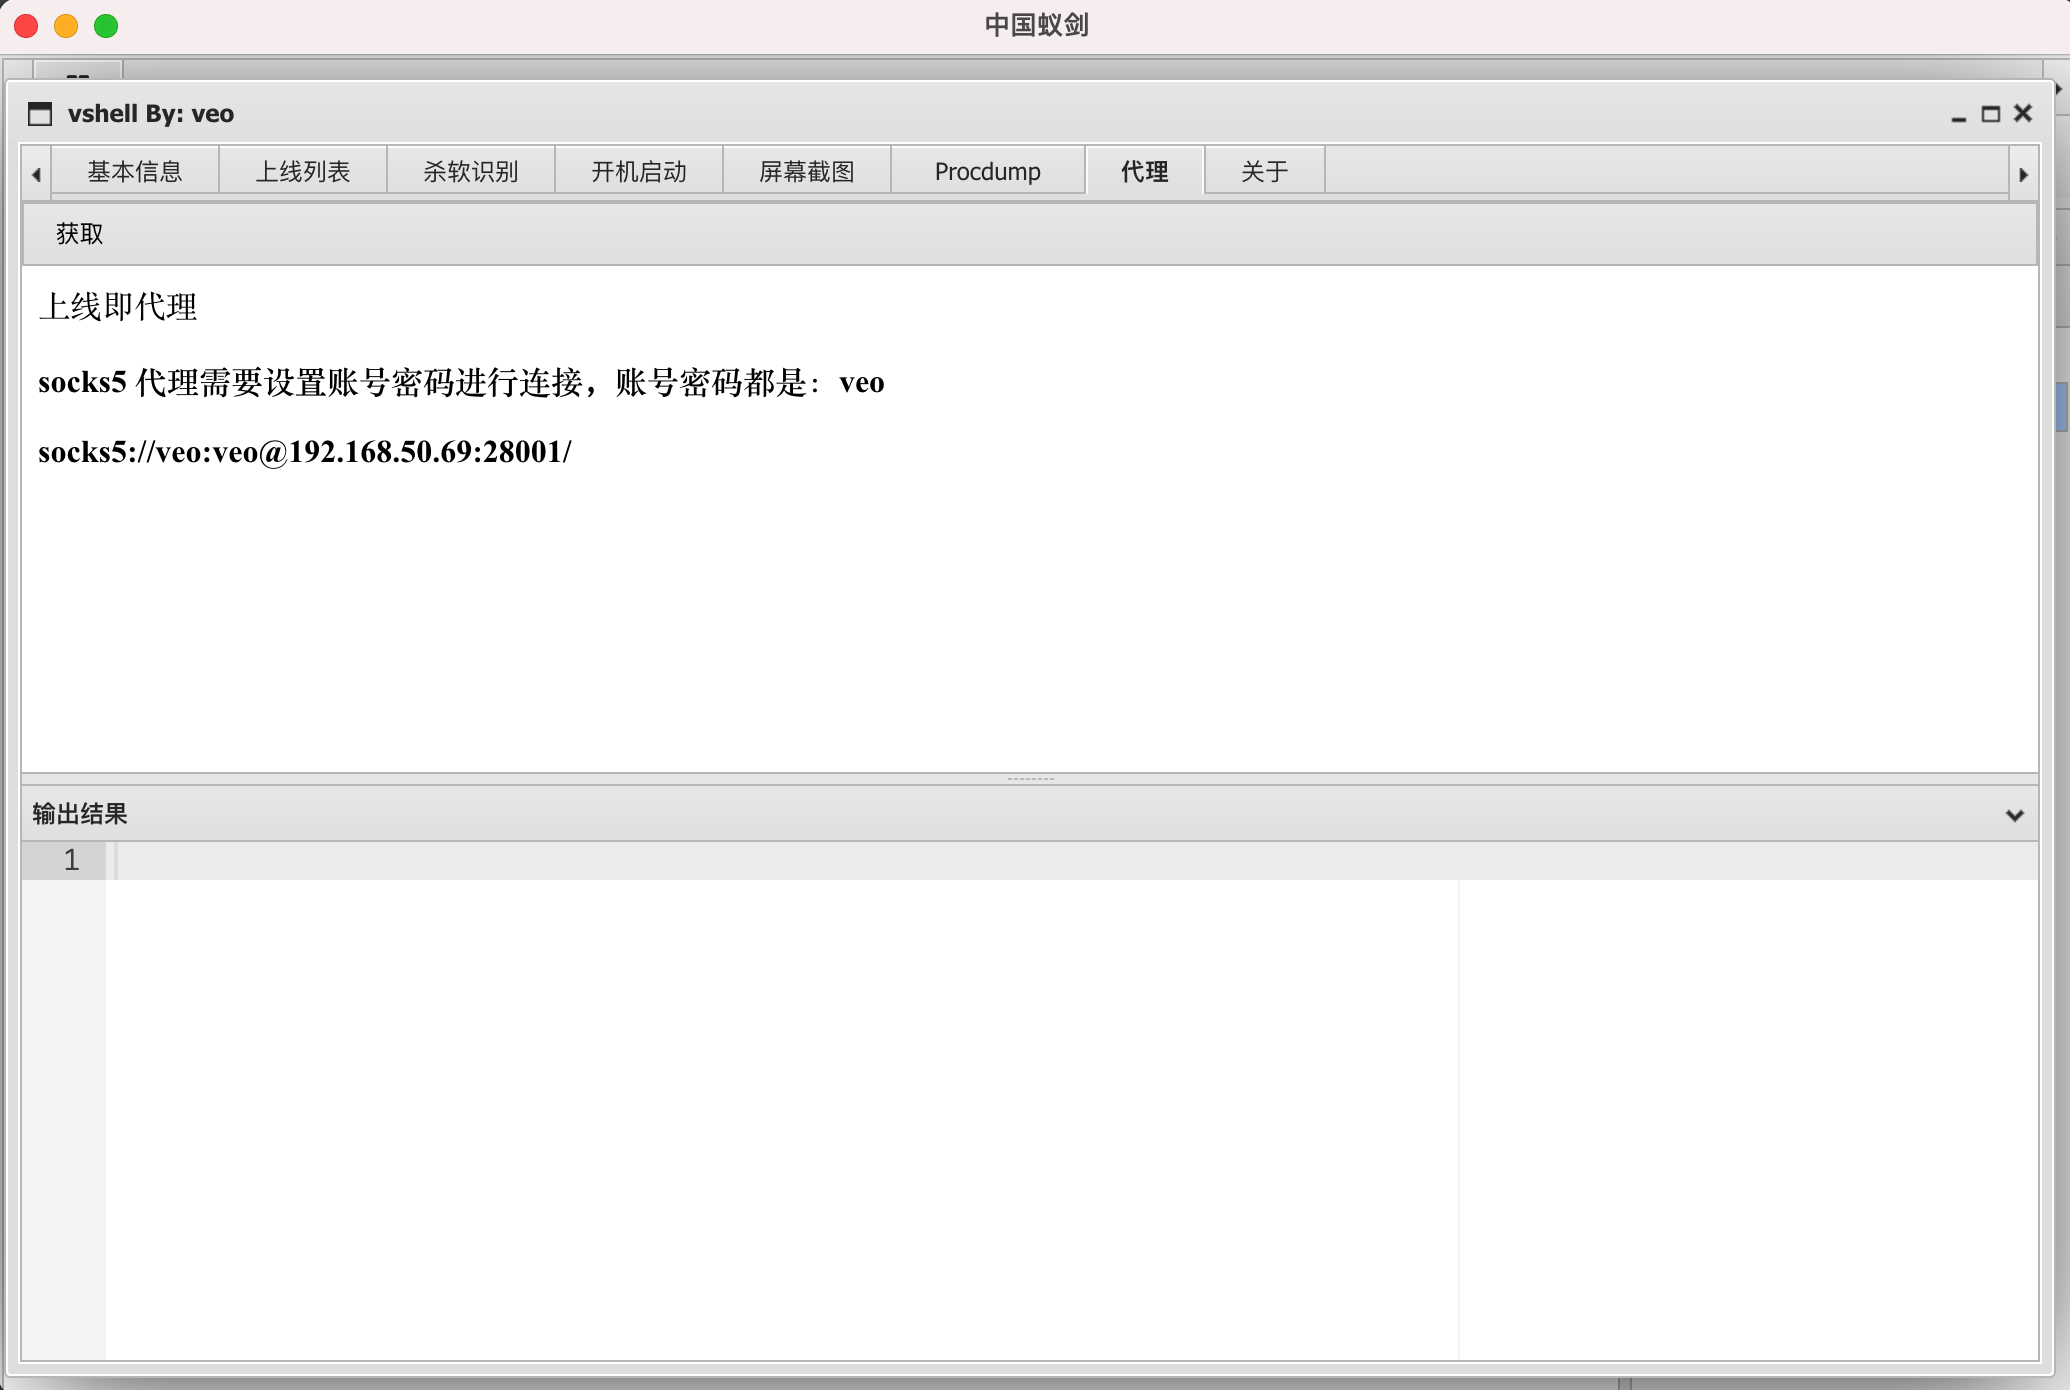 中国蚁剑
vshell By: veo
基本信息 上线列表 杀软识别 开机启动 屏幕截图 Procdump 代理 关于
获取
上线即代理
socks5 代理需要设置账号密码进行连接，账号密码都是：veo
socks5://veo:veo@192.168.50.69:28001/
输出结果
1